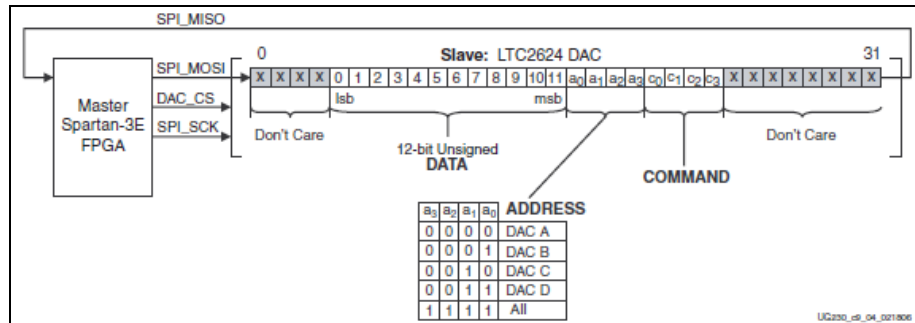 SPI_MISO
0 Slave: LTC2624 DAC 31
SPI_MOSI
X X X X 0 1 2 3 4 5 6 7 8 9 10 11 a0 a1 a2 a3 c0 c1 c2 c3 X X X X X X X X
Master
Spartan-3E
FPGA
DAC_CS
SPI_SCK
lsb msb
Don't Care
12-bit Unsigned
DATA
COMMAND
Don't Care
a3 a2 a1 a0 ADDRESS
0 0 0 0 DAC A
0 0 0 1 DAC B
0 0 1 0 DAC C
0 0 1 1 DAC D
1 1 1 1 All
UG230_c9_04_021806